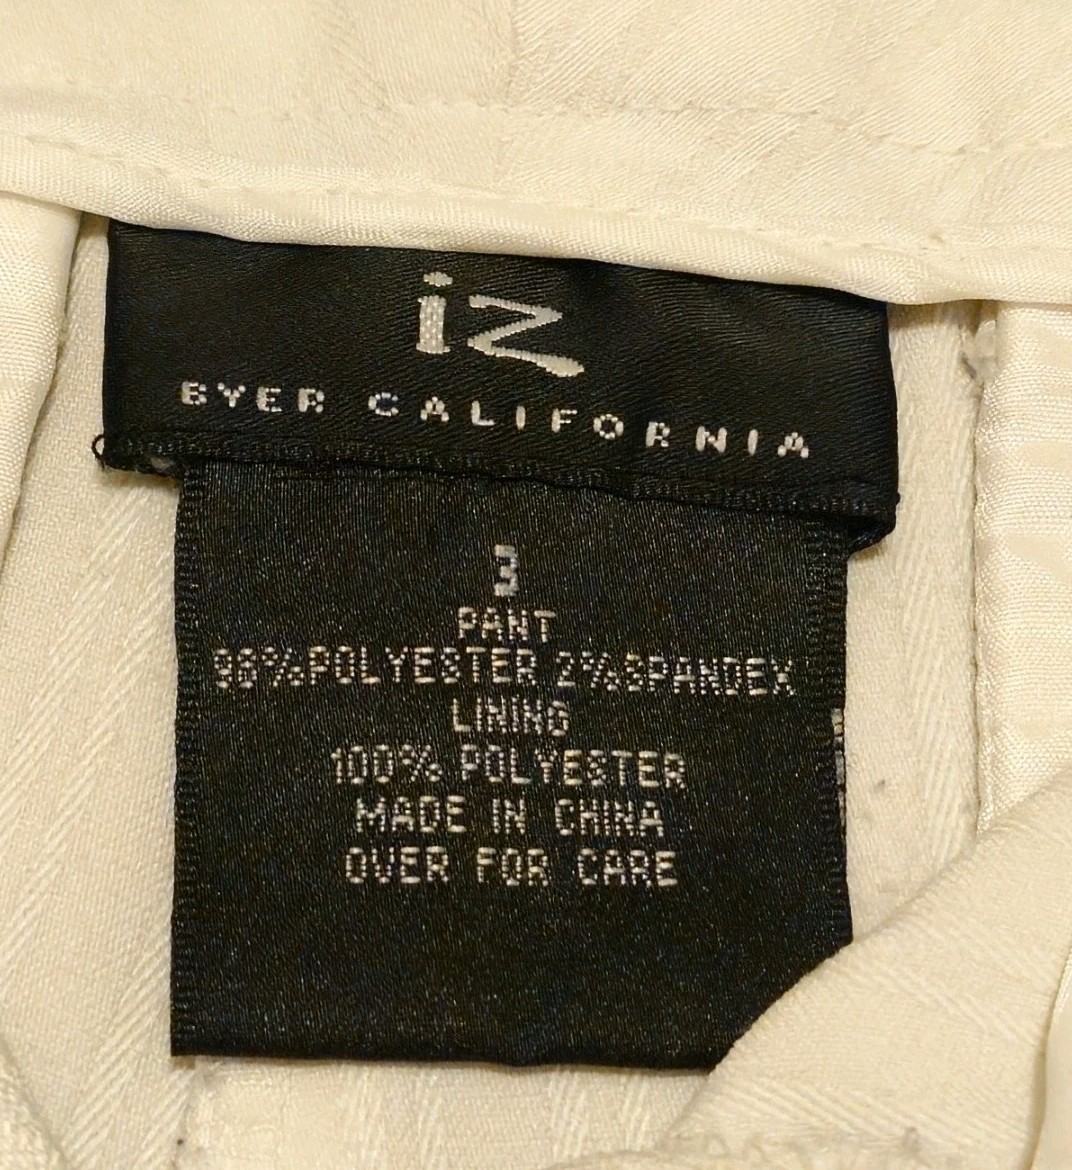 iz
BYER CALIFORNIA
3
PANT
98%POLYESTER 2%SPANDEX
LINING
100% POLYESTER
MADE IN CHINA
OVER FOR CARE